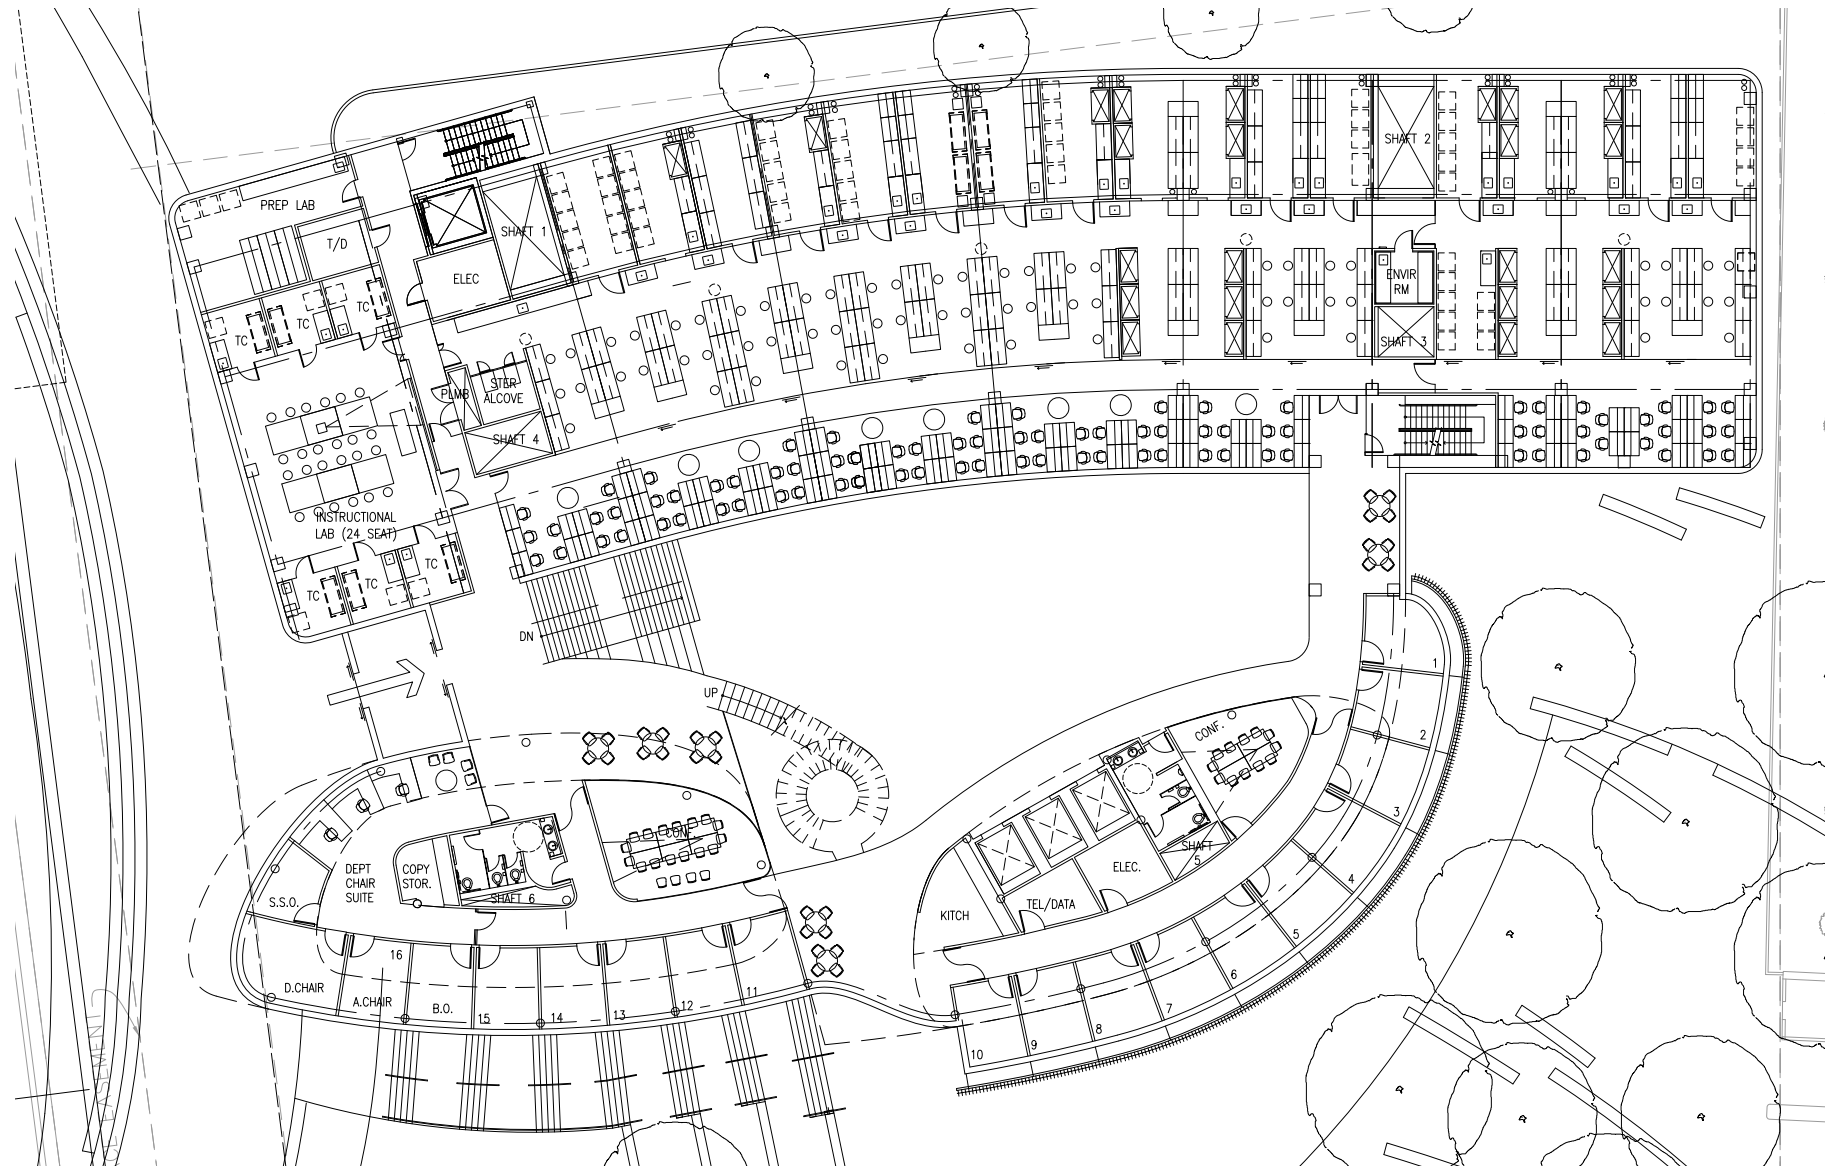 SHAFT 2
PREP LAB
T/D
SHAFT 1
ELEC
ENVIR
RM
TC
TC
TC
SHAFT 3
PLMB
STER
ALCOVE
SHAFT 4
INSTRUCTIONAL
LAB (24 SEAT)
TC
TC
TC
DN
UP
1
2
3
4
5
6
7
8
9
10
CONF.
CONF.
SHAFT
5
ELEC.
TEL/DATA
KITCH
DEPT
CHAIR
SUITE
COPY
STOR.
SHAFT 6
S.S.O.
D.CHAIR
A.CHAIR
B.O.
16
15
14
13
12
11